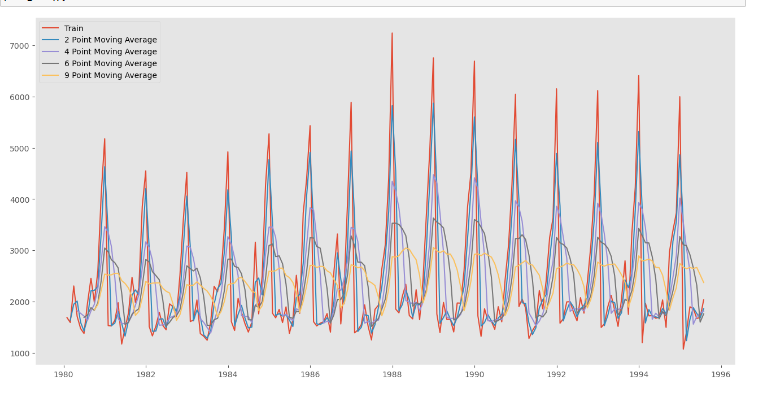 Train
2 Point Moving Average
4 Point Moving Average
6 Point Moving Average
9 Point Moving Average
7000
6000
5000
4000
3000
2000
1000
1980 1982 1984 1986 1988 1990 1992 1994 1996